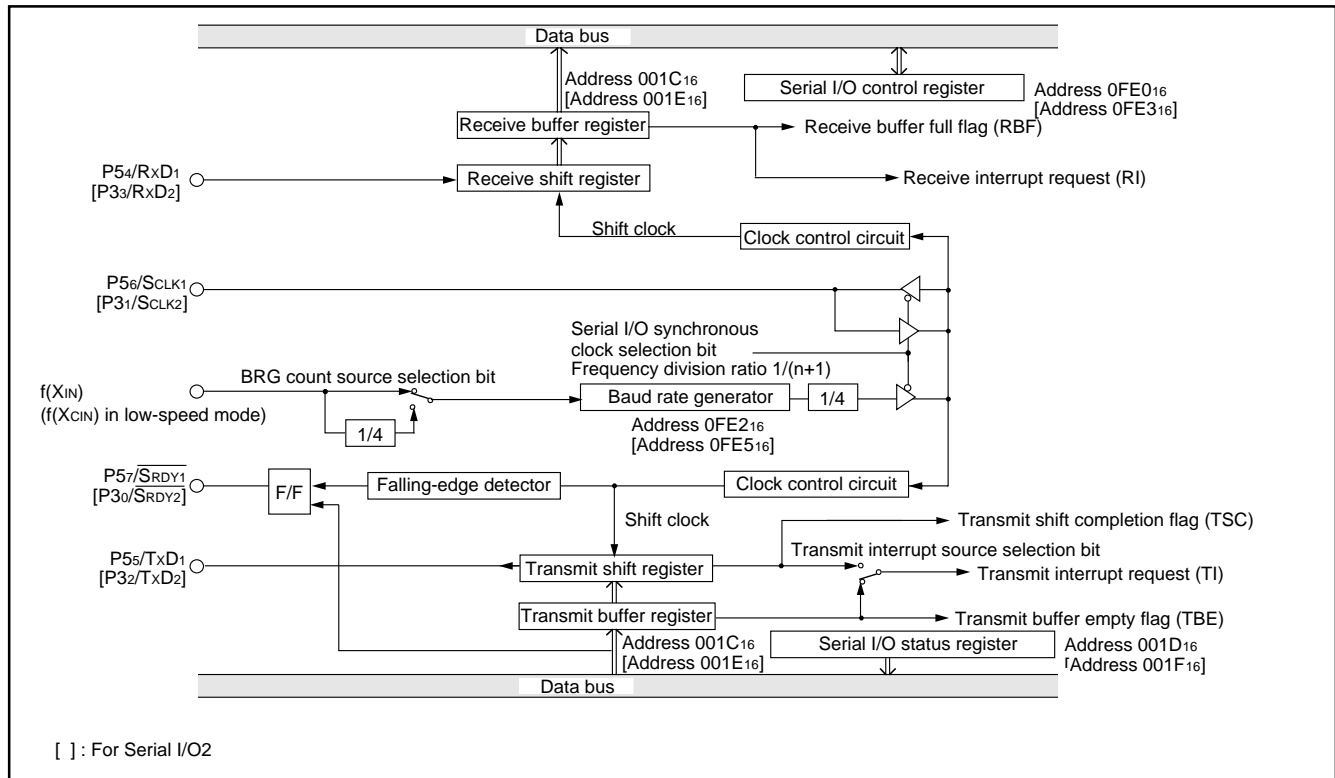 Data bus
Address 001C16
[Address 001E16]
Serial I/O control register
Address 0FE016
[Address 0FE316]
Receive buffer register
Receive buffer full flag (RBF)
P54/RxD1
[P33/RxD2]
Receive shift register
Receive interrupt request (RI)
Shift clock
Clock control circuit
P56/SCLK1
[P31/SCLK2]
Serial I/O synchronous
clock selection bit
Frequency division ratio 1/(n+1)
BRG count source selection bit
f(XIN)
(f(XCIN) in low-speed mode)
Baud rate generator
1/4
1/4
Address 0FE216
[Address 0FE516]
P57/SRDY1
[P30/SRDY2]
F/F
Falling-edge detector
Clock control circuit
Shift clock
Transmit shift completion flag (TSC)
P55/TxD1
[P32/TxD2]
Transmit shift register
Transmit interrupt source selection bit
Transmit interrupt request (TI)
Transmit buffer register
Transmit buffer empty flag (TBE)
Address 001C16
[Address 001E16]
Serial I/O status register
Address 001D16
[Address 001F16]
Data bus
[ ] : For Serial I/O2